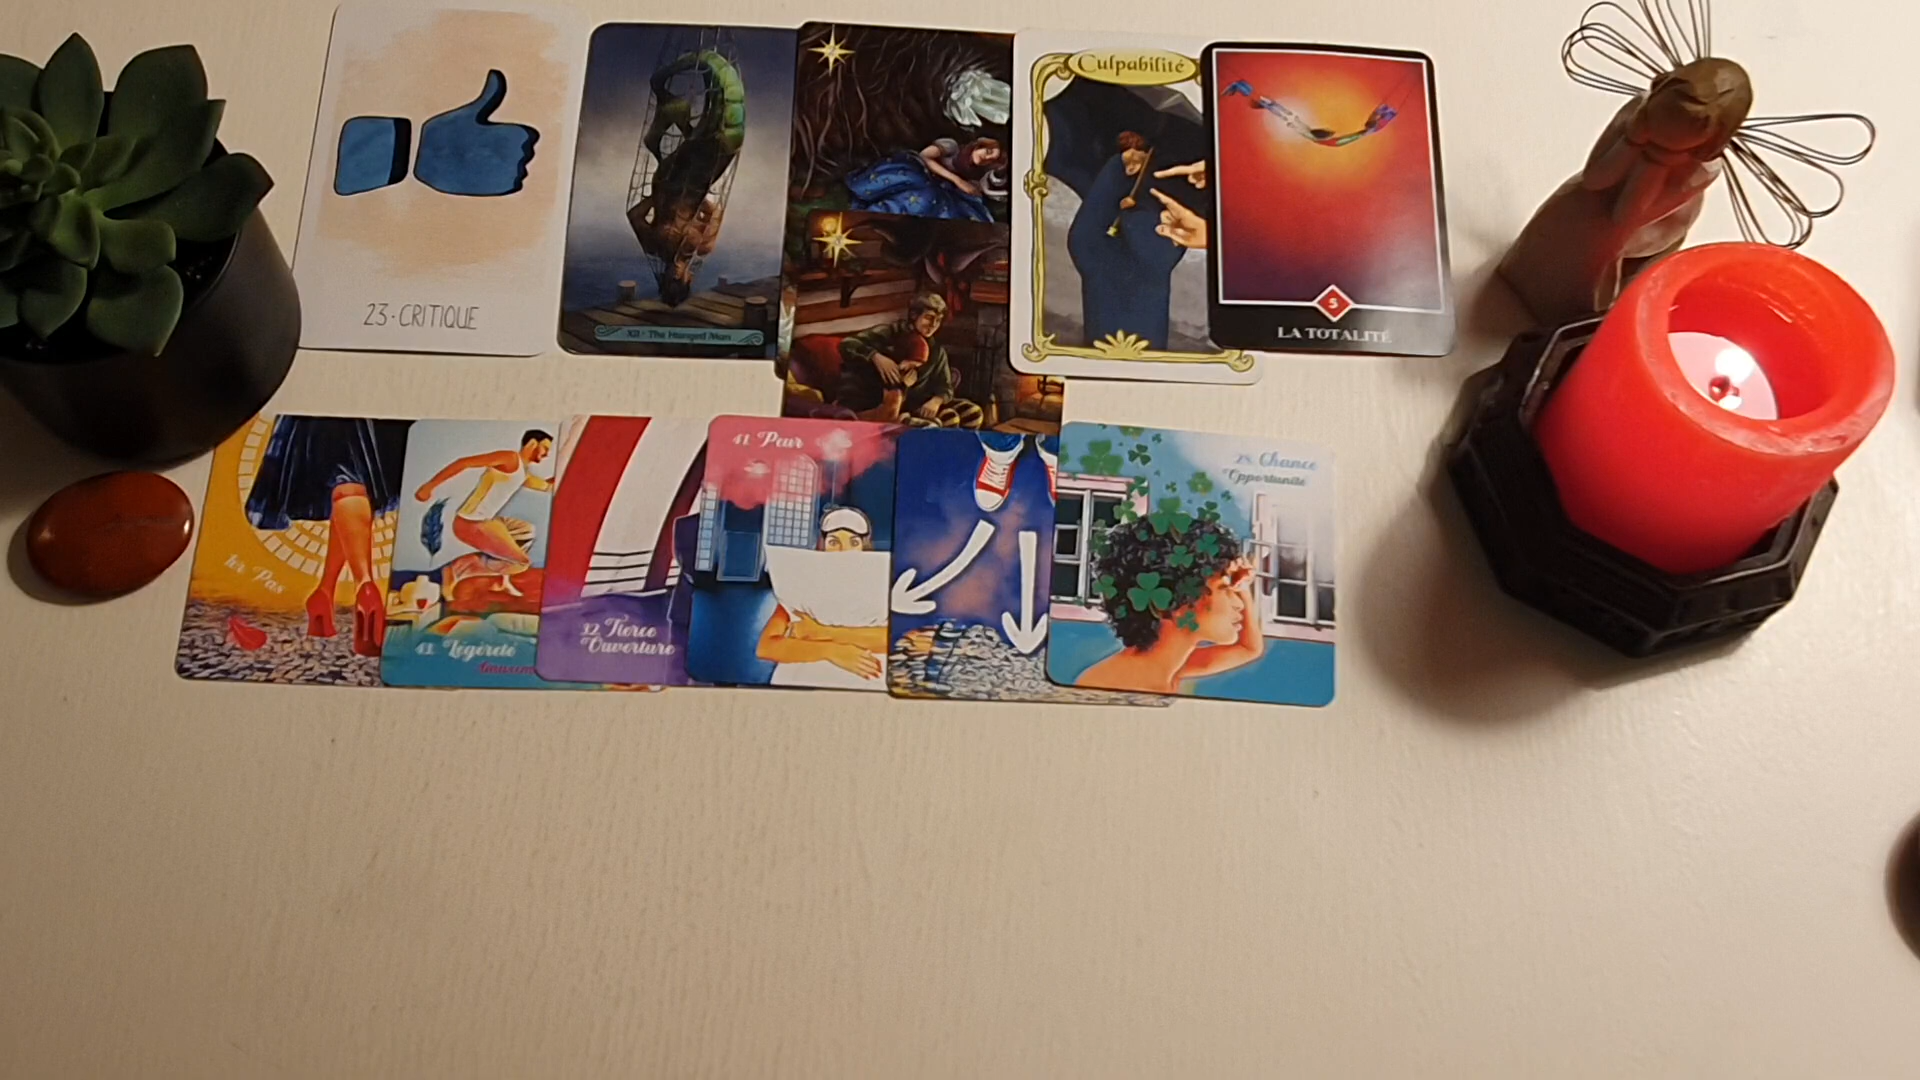 23·CRITIQUE
XII · The Hanged Man
Culpabilité
5
LA TOTALITÉ
1er Pas
41 Peur
28 Chance
Opportunité
Légèreté
32 Tierce
Ouverture